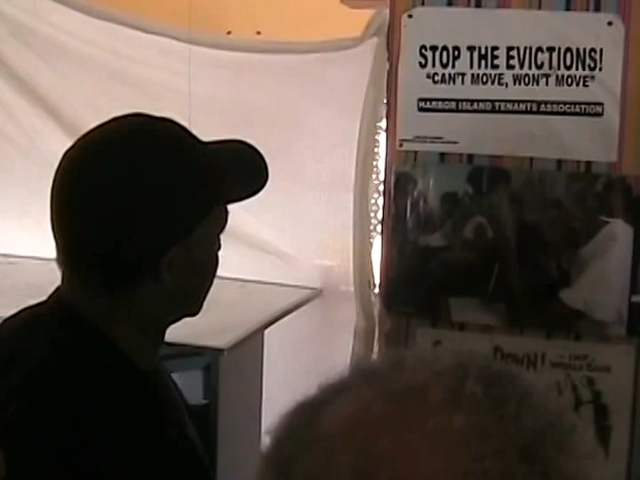 STOP THE EVICTIONS!
"CAN'T MOVE, WON'T MOVE"
HARBOR ISLAND TENANTS ASSOCIATION
DOWN!